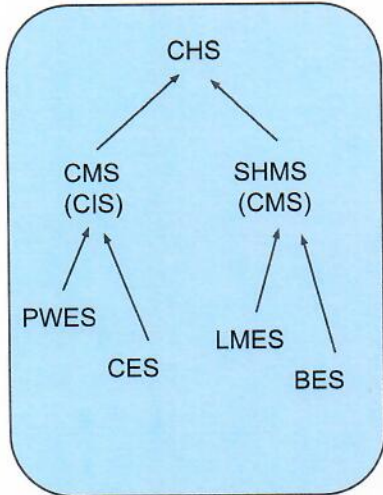 CHS
CMS
(CIS)
SHMS
(CMS)
PWES
CES
LMES
BES